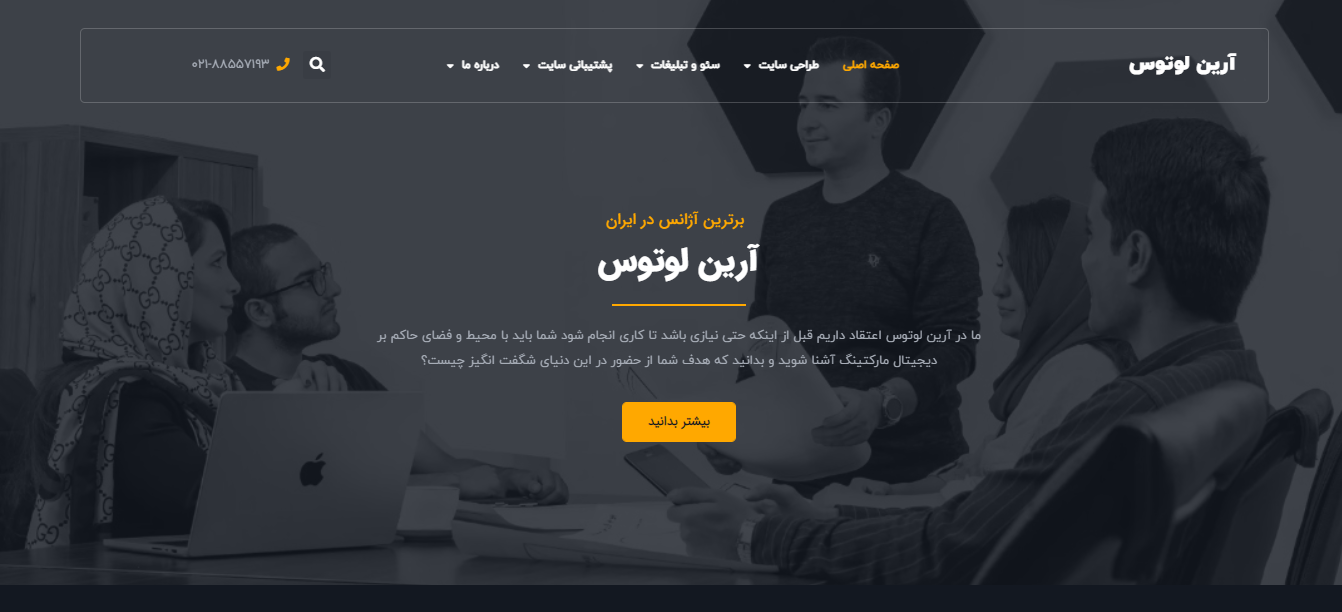 آرین لوتوس
صفحه اصلی
طراحی سایت
سئو و تبلیغات
پشتیبانی سایت
درباره ما
۰۲۱-۸۸۵۵۷۱۹۳
برترین آژانس در ایران
آرین لوتوس
ما در آرین لوتوس اعتقاد داریم قبل از اینکه حتی نیازی باشد تا کاری انجام شود شما باید با محیط و فضای حاکم بر
دیجیتال مارکتینگ آشنا شوید و بدانید که هدف شما از حضور در این دنیای شگفت انگیز چیست؟
بیشتر بدانید